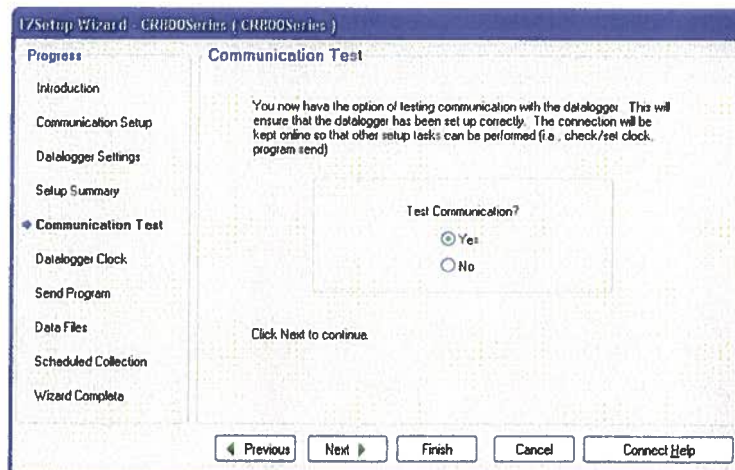 EZSetup Wizard - CR800Series ( CR800Series )
Progress
Introduction
Communication Setup
Datalogger Settings
Setup Summary
Communication Test
Datalogger Clock
Send Program
Data Files
Scheduled Collection
Wizard Complete
Communication Test
You now have the option of testing communication with the datalogger. This will
ensure that the datalogger has been set up correctly. The connection will be
kept online so that other setup tasks can be performed (i.e., check/set clock,
program send)
Test Communication?
Yes
No
Click Next to continue.
Previous
Next
Finish
Cancel
Connect Help